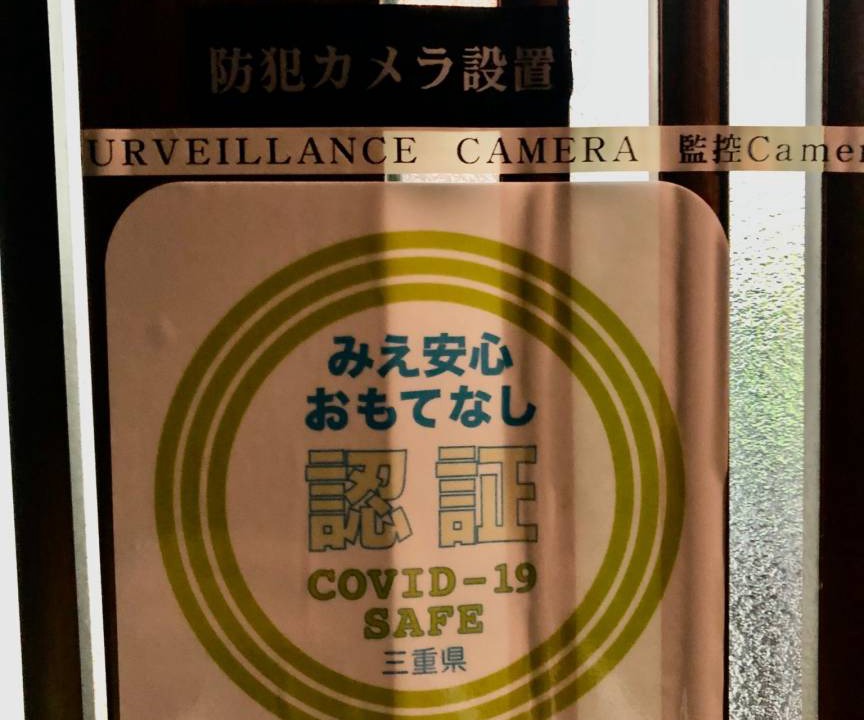 防犯カメラ設置
URVEILLANCE CAMERA 監控Camer
みえ安心
おもてなし
認証
COVID-19
SAFE
三重県